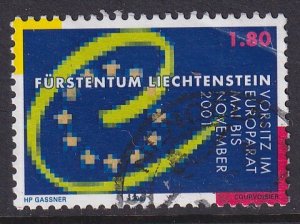 1.80
FÜRSTENTUM LIECHTENSTEIN
VORSITZ IM
EUROPARAT
MAI BIS
NOVEMBER
2001
HP GASSNER
COURVOISIER